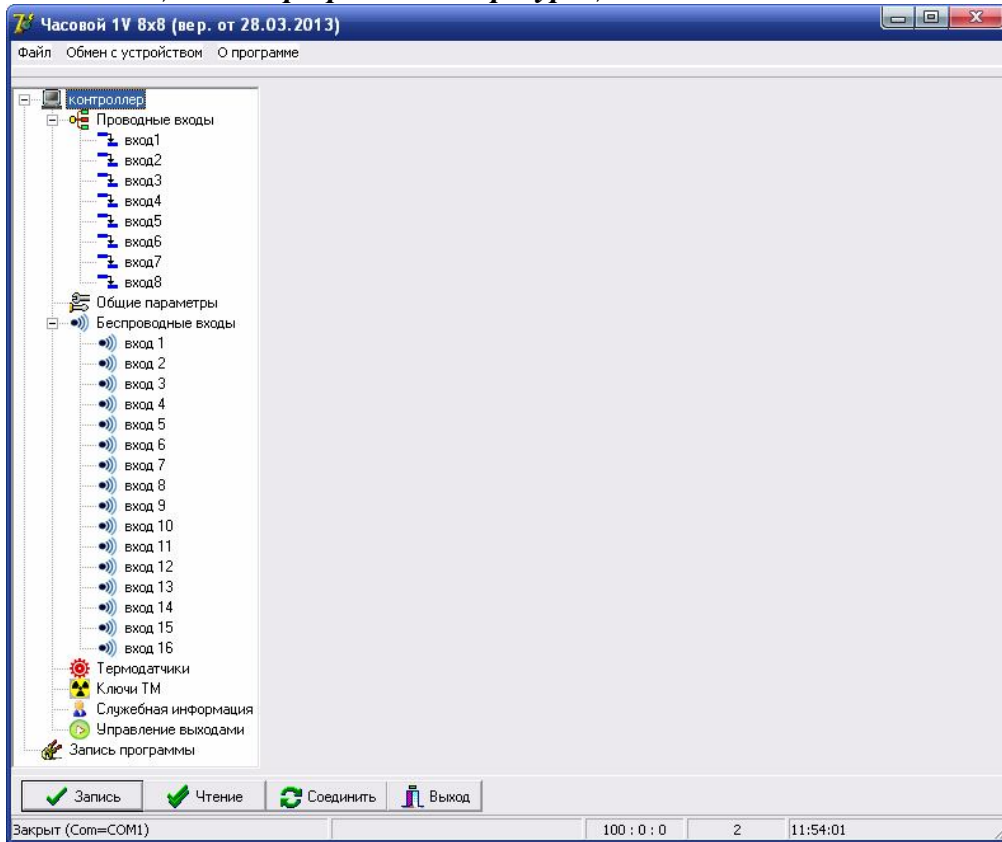 Часовой 1V 8x8 (вер. от 28.03.2013)
Файл Обмен с устройством О программе
контроллер
Проводные входы
вход1
вход2
вход3
вход4
вход5
вход6
вход7
вход8
Общие параметры
Беспроводные входы
вход 1
вход 2
вход 3
вход 4
вход 5
вход 6
вход 7
вход 8
вход 9
вход 10
вход 11
вход 12
вход 13
вход 14
вход 15
вход 16
Термодатчики
Ключи ТМ
Служебная информация
Управление выходами
Запись программы
Запись Чтение Соединить Выход
Закрыт (Com=COM1) 100 : 0 : 0 2 11:54:01